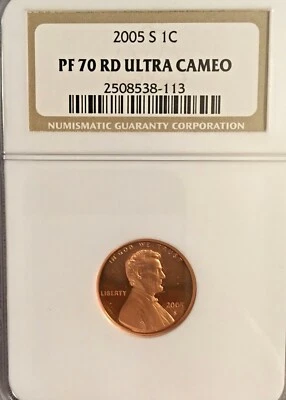 2005 S 1C
PF 70 RD ULTRA CAMEO
2508538-113
NUMISMATIC GUARANTY CORPORATION
IN GOD WE TRUST
LIBERTY
2005
S